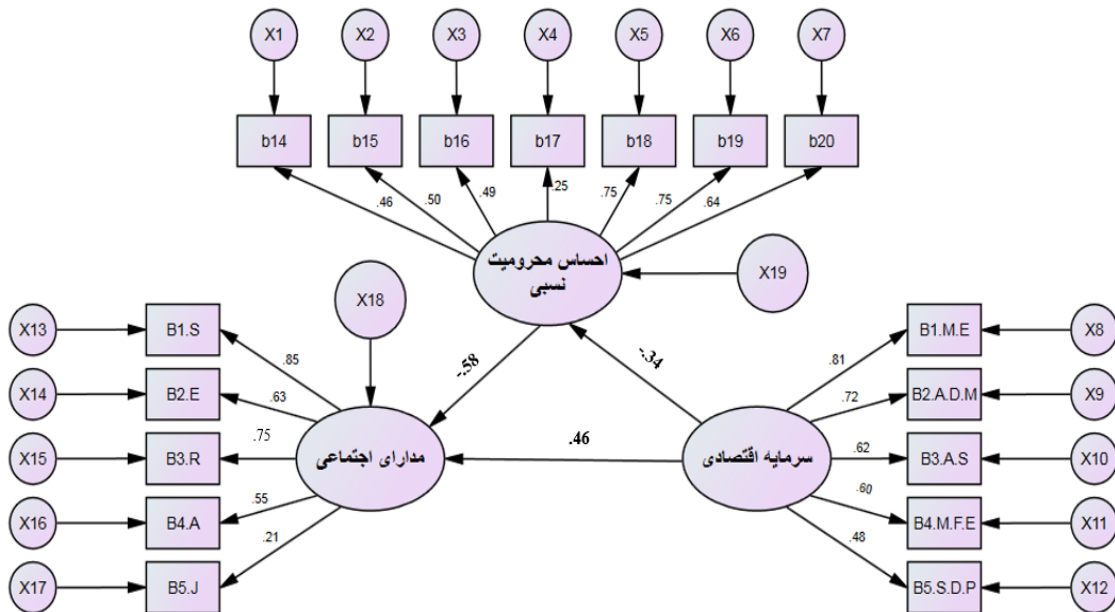 X1 X2 X3 X4 X5 X6 X7
b14 b15 b16 b17 b18 b19 b20
.46 .50 .49 .25 .75 .75 .64
احساس محرومیت
نسبی
X19
X18
X13 B1.S
B1.M.E X8
.85
-.58
-.34
.81
X14 B2.E
.63
.72
B2.A.D.M X9
X15 B3.R
.75
مدارای اجتماعی
.46
سرمایه اقتصادی
.62
B3.A.S X10
X16 B4.A
.55
.60
B4.M.F.E X11
.21
.48
X17 B5.J
B5.S.D.P X12